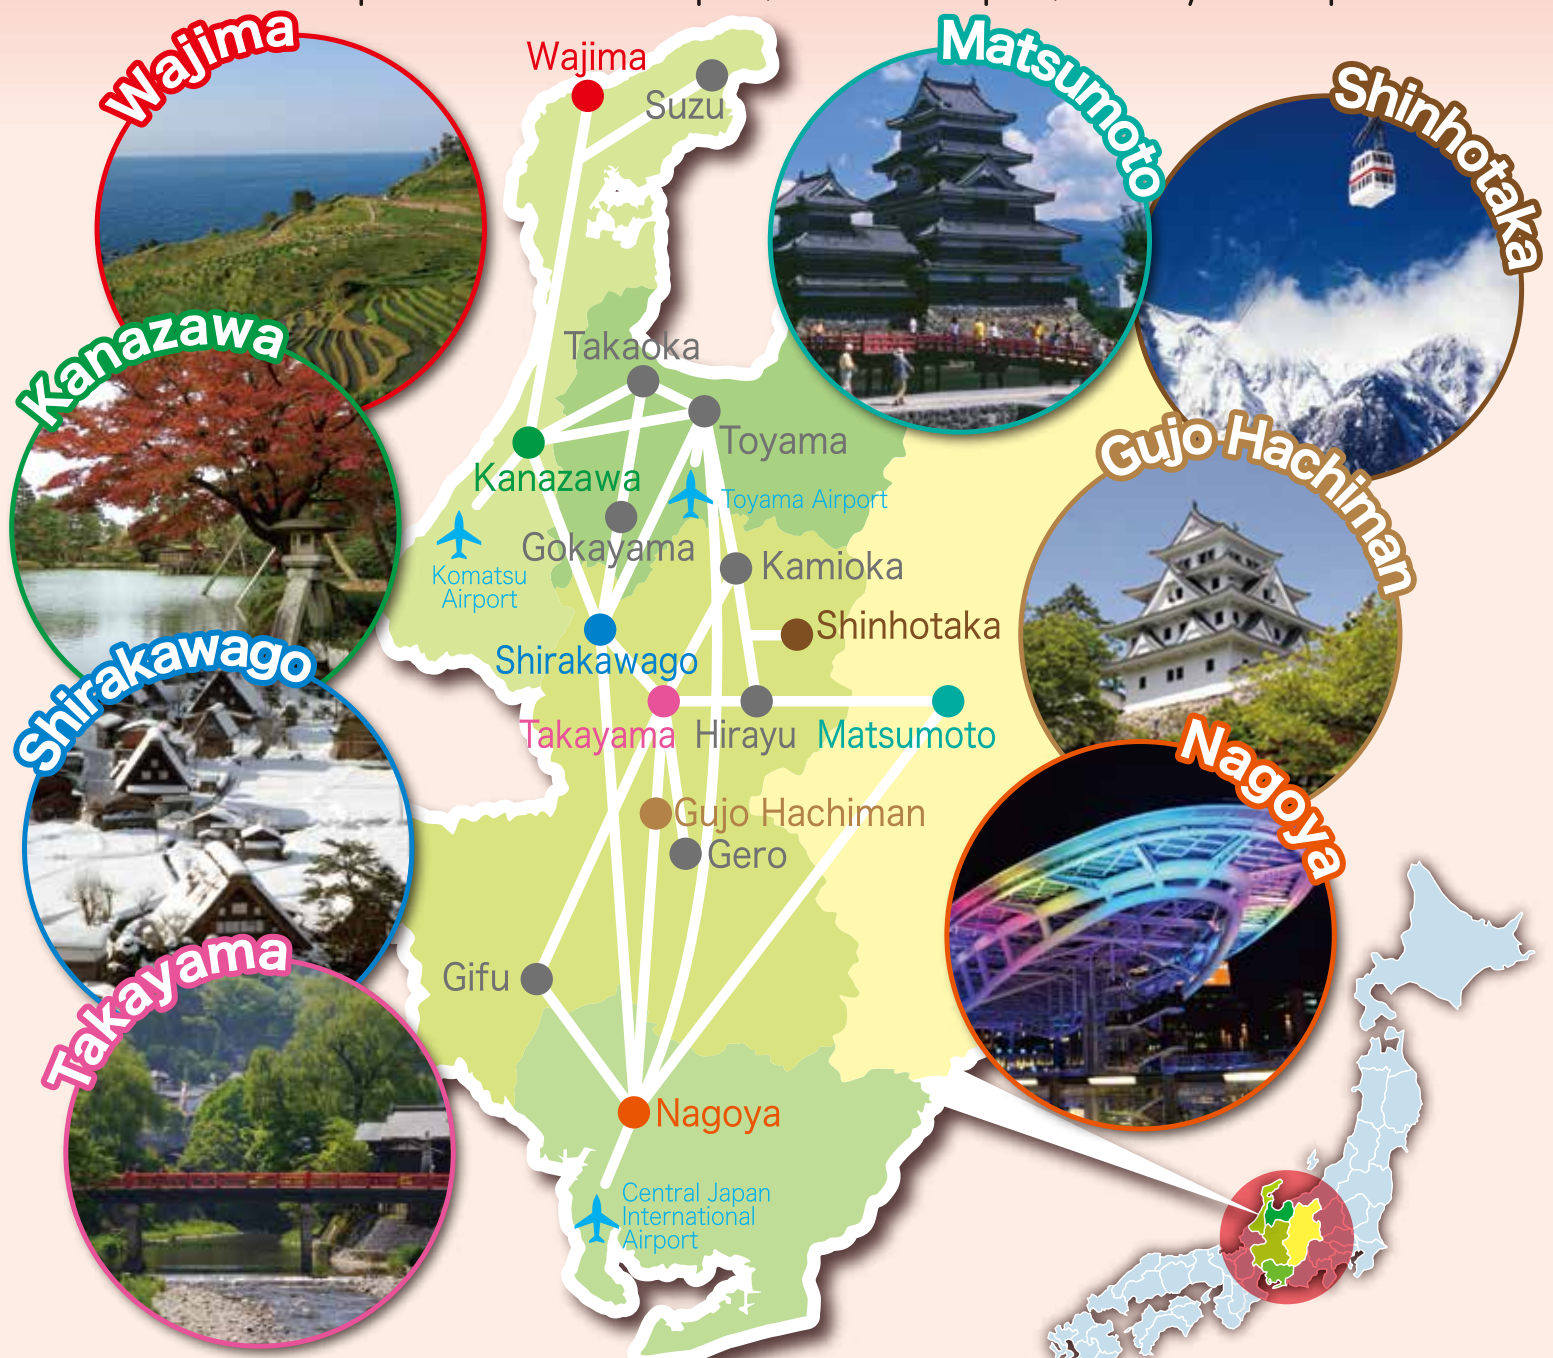 Wajima
Kanazawa
Shirakawago
Takayama
Matsumoto
Shinhotaka
Gujo Hachiman
Nagoya
Wajima
Suzu
Takaoka
Toyama
Kanazawa
Toyama Airport
Gokayama
Komatsu
Airport
Kamioka
Shinhotaka
Shirakawago
Takayama
Hirayu
Matsumoto
Gujo Hachiman
Gero
Gifu
Nagoya
Central Japan
International
Airport